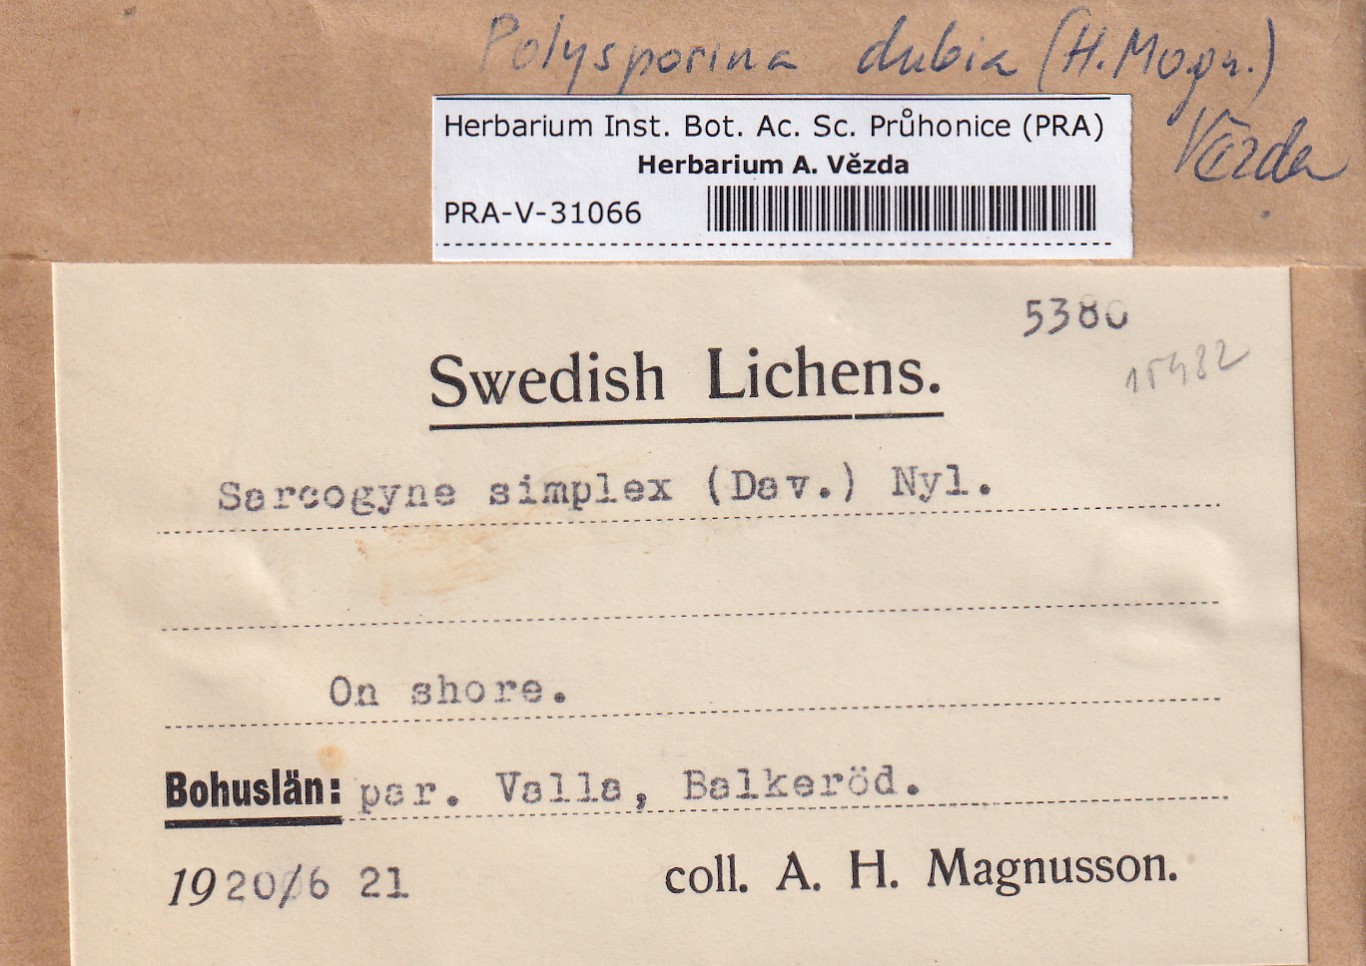 Polysporina dubia (H. Magn.)
Vězda
Herbarium Inst. Bot. Ac. Sc. Průhonice (PRA)
Herbarium A. Vězda
PRA-V-31066
5380
15482
Swedish Lichens.
Sarcogyne simplex (Dav.) Nyl.
On shore.
Bohuslän: par. Valla, Balkeröd.
1920/6 21
coll. A. H. Magnusson.